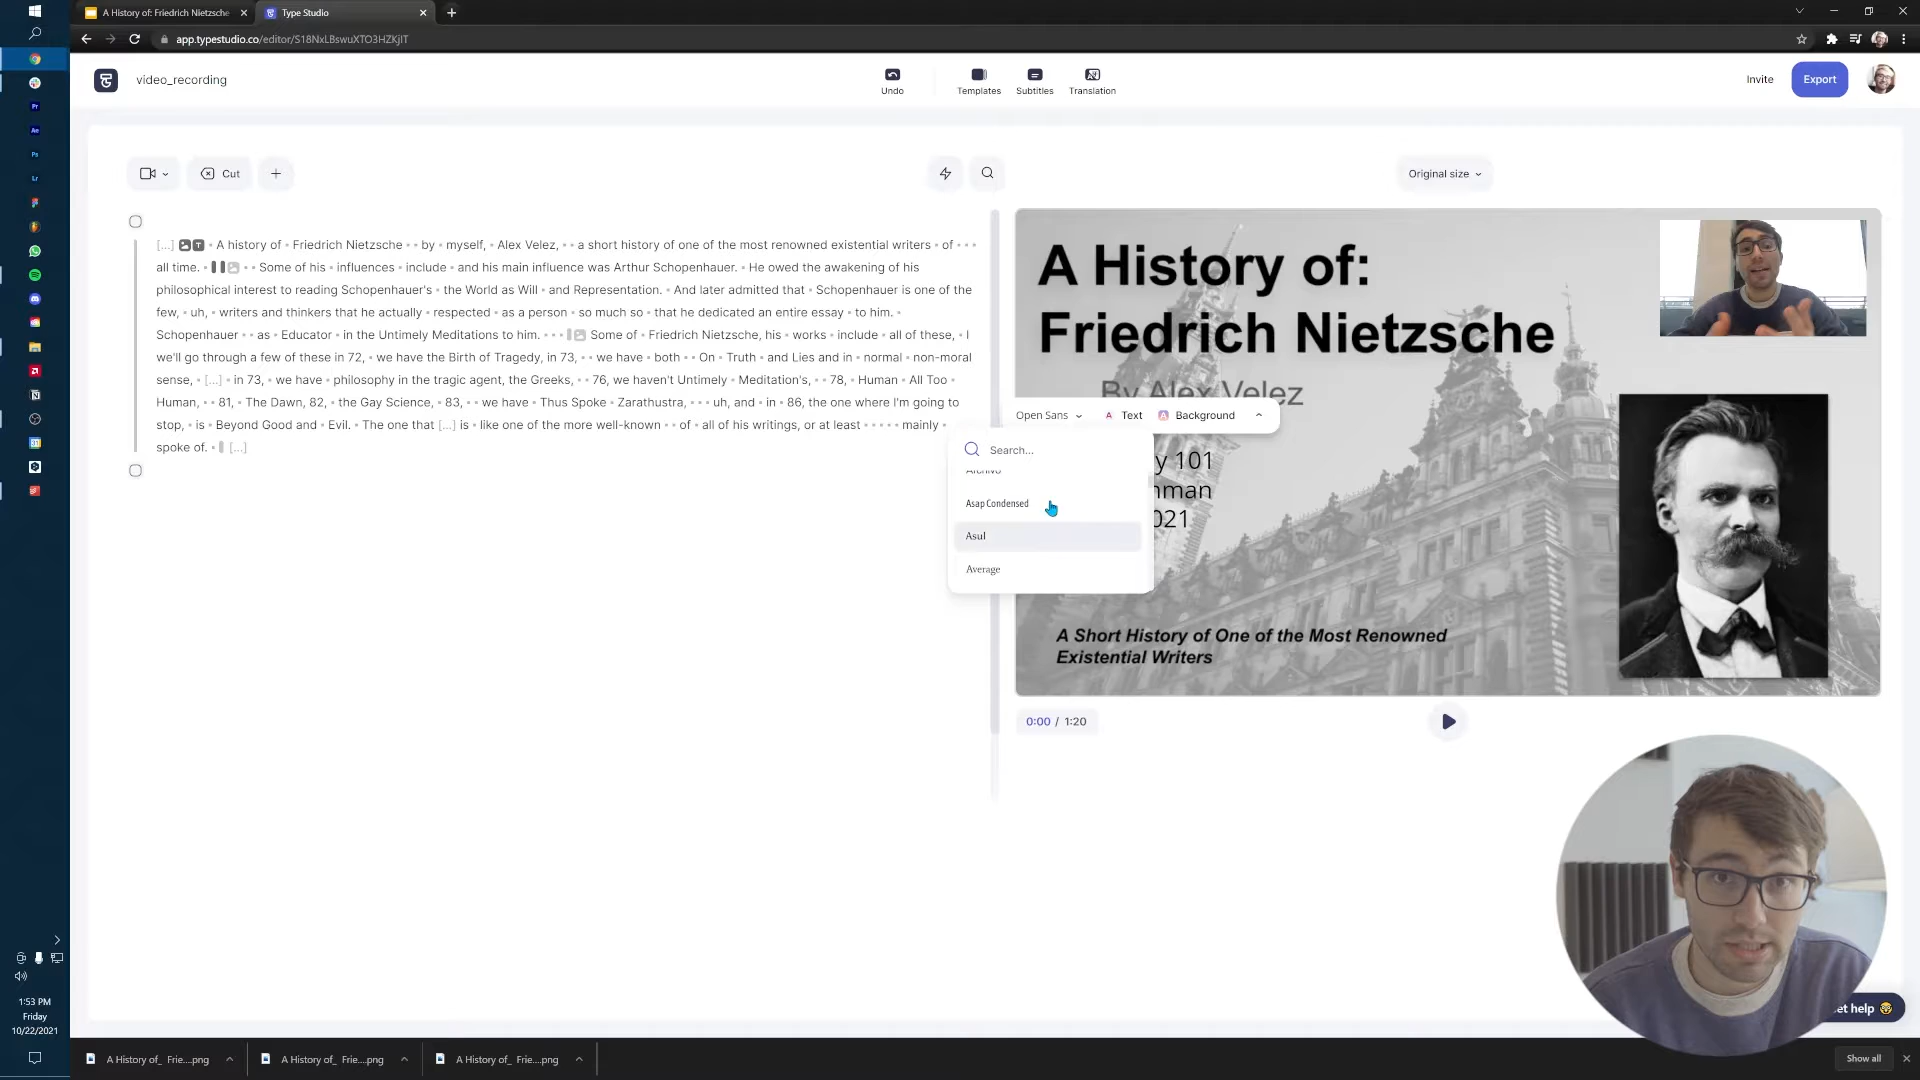 A History of: Friedrich Nietzsche
Type Studio
app.typestudio.co/editor/S18NxLBswuXTO3HZKjlT
video_recording
Undo
Templates
Subtitles
Translation
Invite
Export
Cut
Original size
[...] T A history of Friedrich Nietzsche by myself, Alex Velez, a short history of one of the most renowned existential writers of
all time. Some of his influences include and his main influence was Arthur Schopenhauer. He owed the awakening of his
philosophical interest to reading Schopenhauer's the World as Will and Representation. And later admitted that Schopenhauer is one of the
few, uh, writers and thinkers that he actually respected as a person so much so that he dedicated an entire essay to him.
Schopenhauer as Educator in the Untimely Meditations to him. Some of Friedrich Nietzsche, his works include all of these, I
we'll go through a few of these in 72, we have the Birth of Tragedy, in 73, we have both On Truth and Lies and in normal non-moral
sense, [...] in 73, we have philosophy in the tragic agent, the Greeks, 76, we haven't Untimely Meditation's, 78, Human All Too
Human, 81, The Dawn, 82, the Gay Science, 83, we have Thus Spoke Zarathustra, uh, and in 86, the one where I'm going to
stop, is Beyond Good and Evil. The one that [...] is like one of the more well-known of all of his writings, or at least mainly
spoke of. [...]
A History of:
Friedrich Nietzsche
By Alex Velez
Open Sans
A Text
A Background
Search...
Archivo
Asap Condensed
Asul
Average
y 101
man
021
A Short History of One of the Most Renowned
Existential Writers
0:00 / 1:20
et help
Pr
Ae
Ps
Lr
1:53 PM
Friday
10/22/2021
A History of_ Frie....png
A History of_ Frie....png
A History of_ Frie....png
Show all